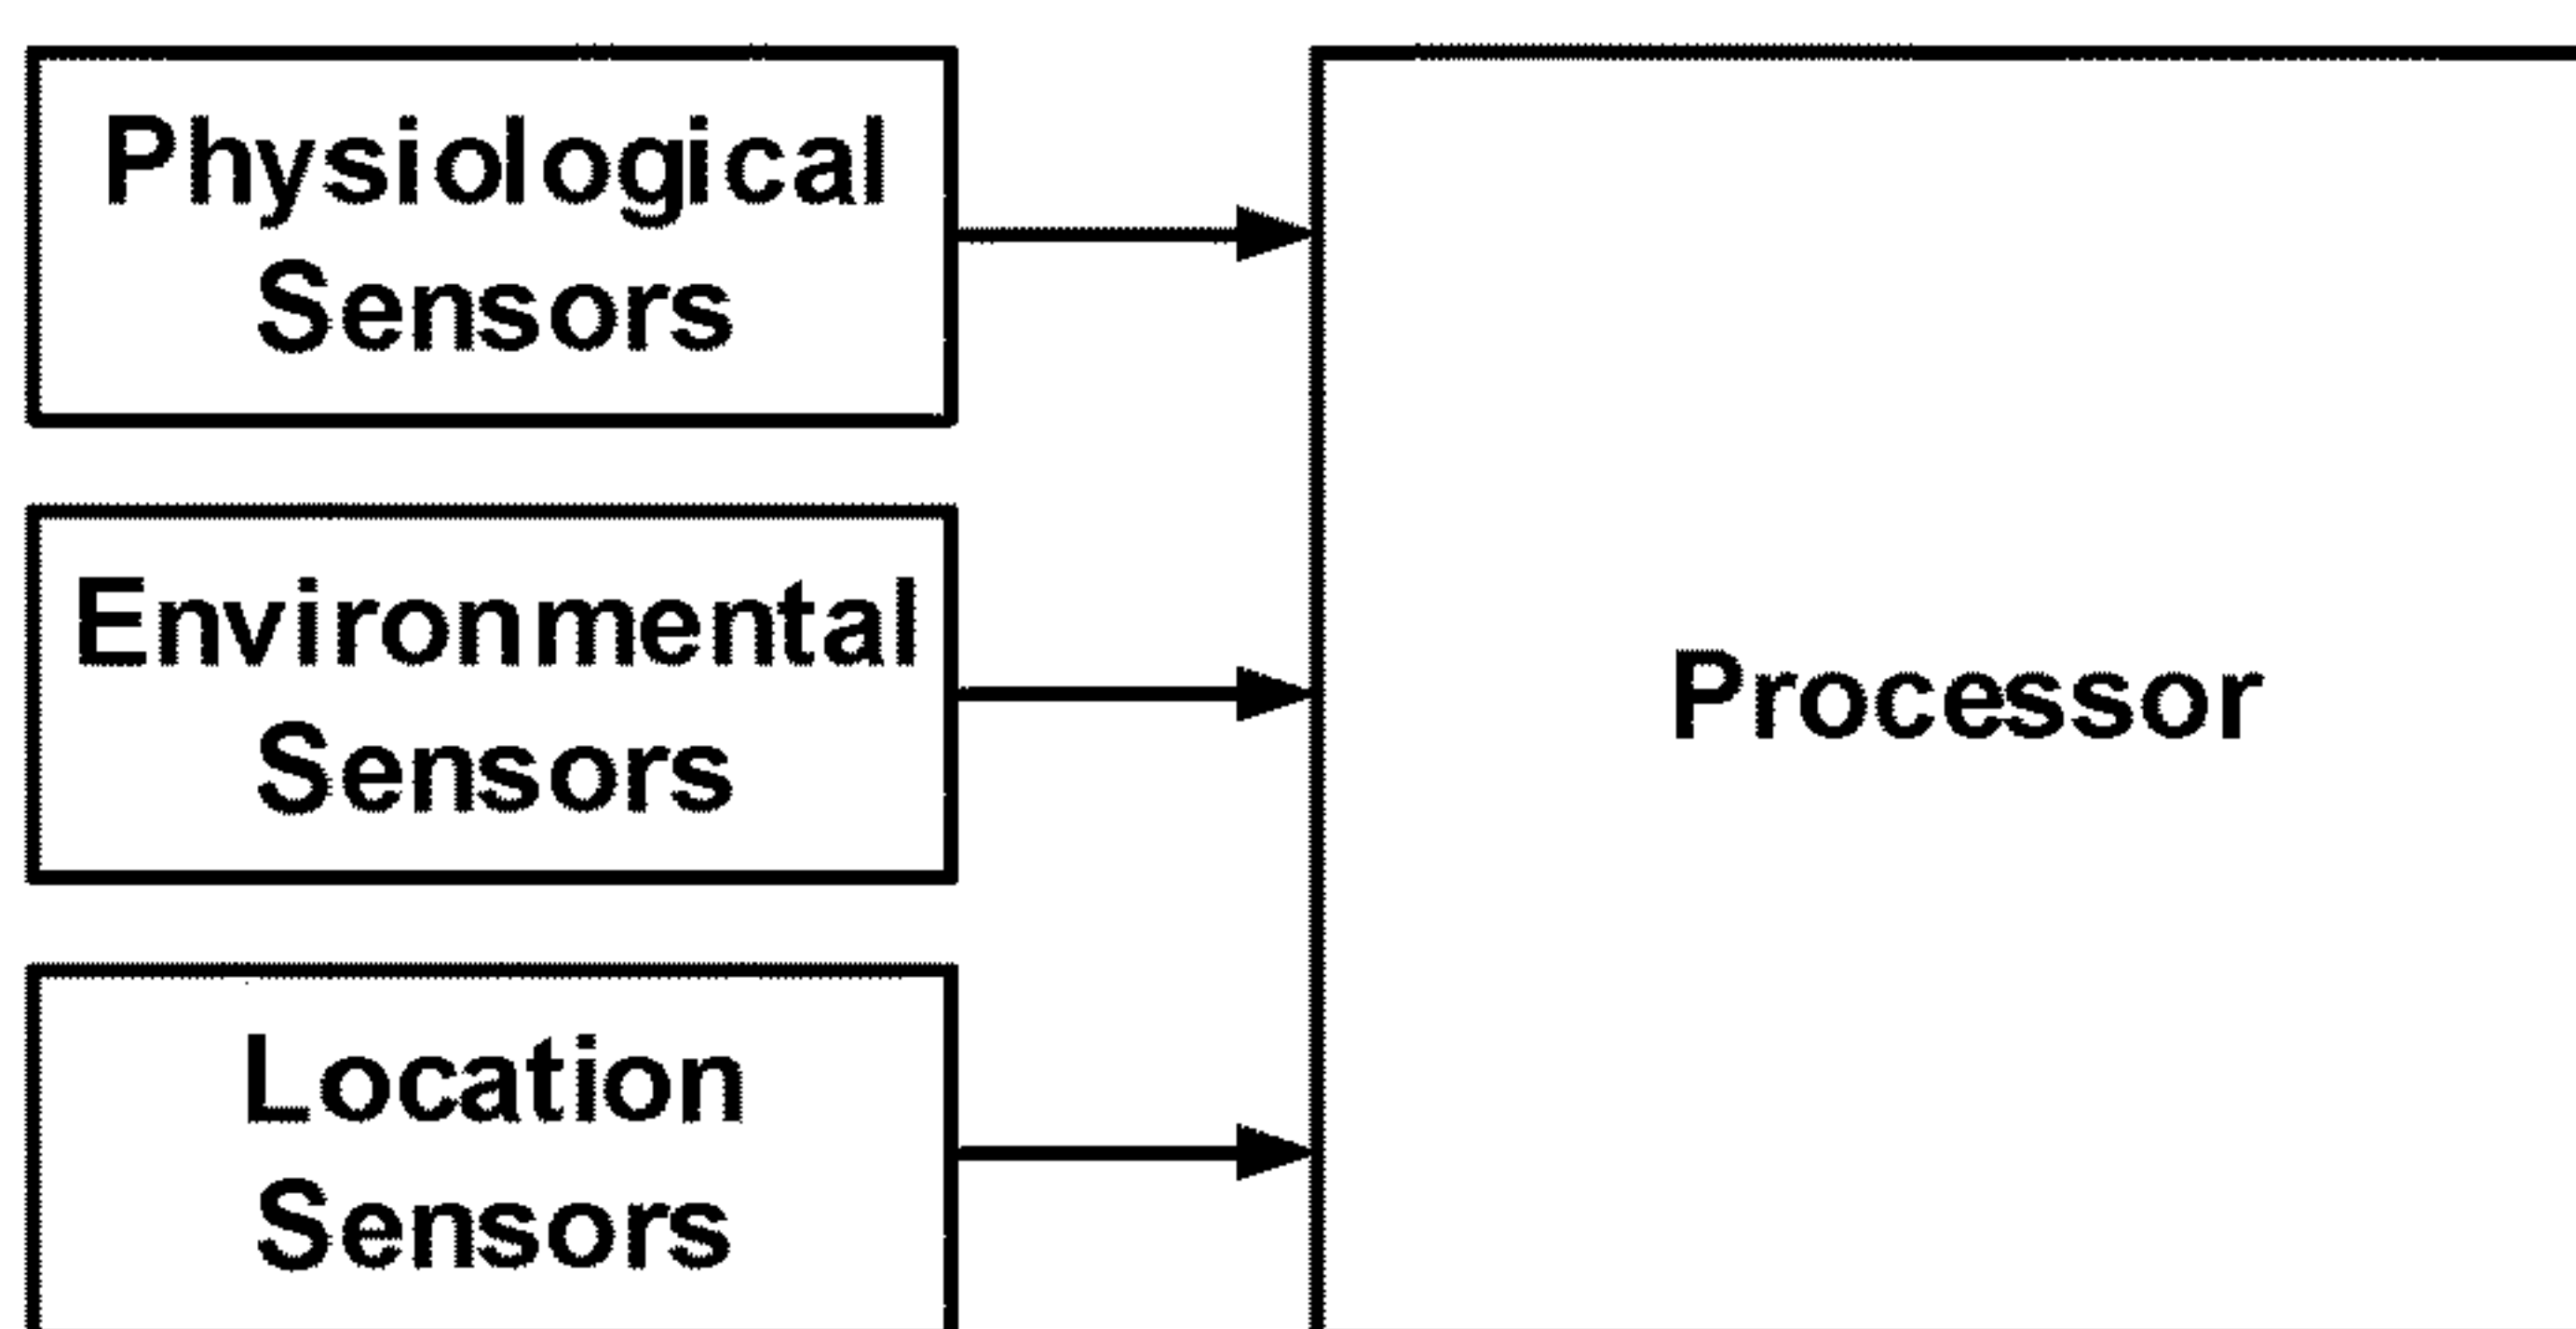 Physiological
Sensors
Environmental
Sensors
Processor
Location
Sensors